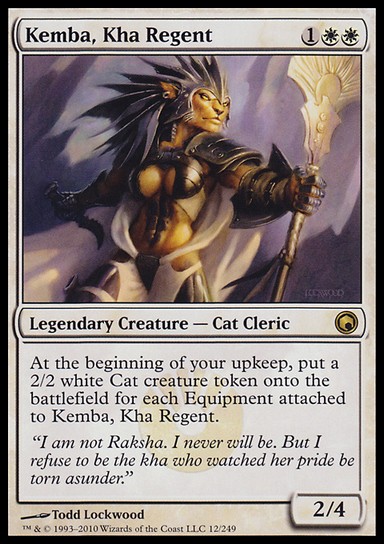 Kemba, Kha Regent 1
LOCKWOOD
Legendary Creature — Cat Cleric
At the beginning of your upkeep, put a
2/2 white Cat creature token onto the
battlefield for each Equipment attached
to Kemba, Kha Regent.
“I am not Raksha. I never will be. But I
refuse to be the kha who watched her pride be
torn asunder.”
Todd Lockwood
™ & © 1993–2010 Wizards of the Coast LLC 12/249
2/4